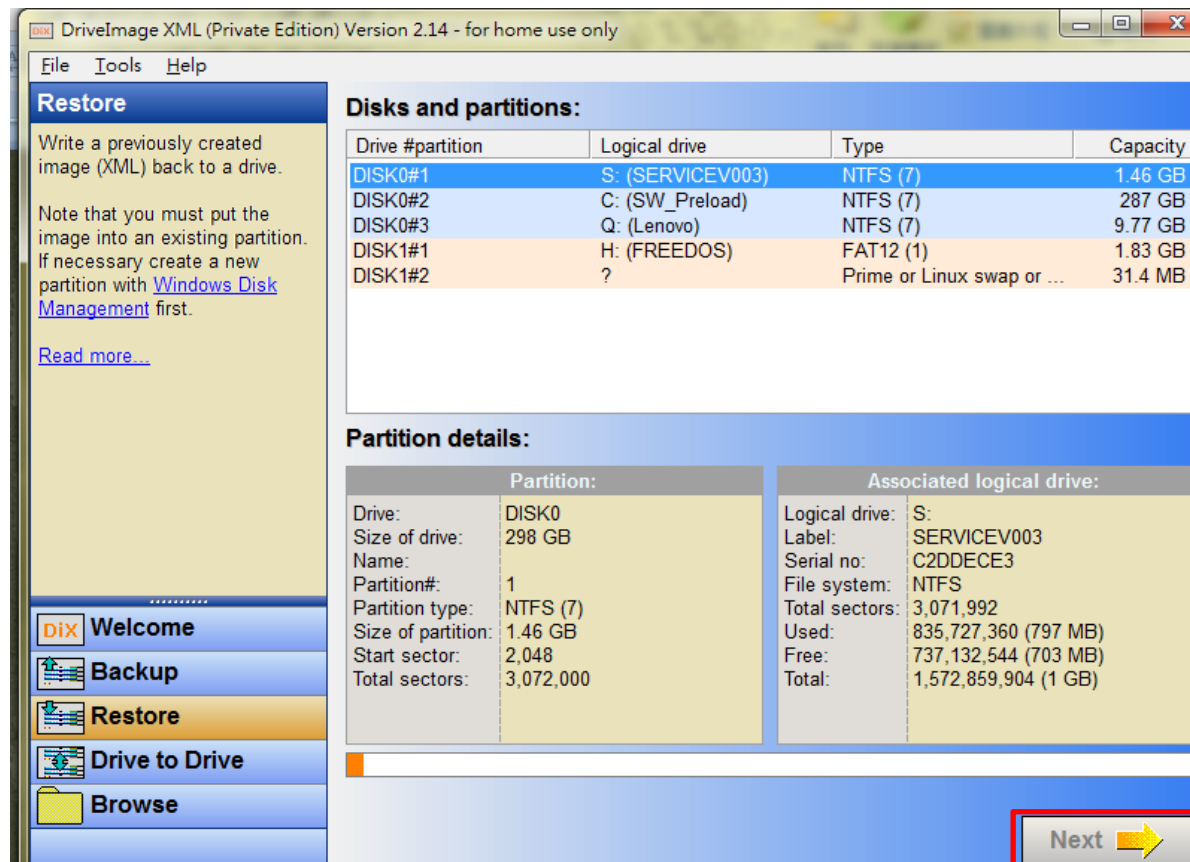 DiX DriveImage XML (Private Edition) Version 2.14 - for home use only
File Tools Help
Restore
Write a previously created
image (XML) back to a drive.
Note that you must put the
image into an existing partition.
If necessary create a new
partition with Windows Disk
Management first.
Read more...
DiX Welcome
Backup
Restore
Drive to Drive
Browse
Disks and partitions:
Drive #partition Logical drive Type Capacity
DISK0#1 S: (SERVICEV003) NTFS (7) 1.46 GB
DISK0#2 C: (SW_Preload) NTFS (7) 287 GB
DISK0#3 Q: (Lenovo) NTFS (7) 9.77 GB
DISK1#1 H: (FREEDOS) FAT12 (1) 1.83 GB
DISK1#2 ? Prime or Linux swap or ... 31.4 MB
Partition details:
Partition:
Drive: DISK0
Size of drive: 298 GB
Name:
Partition#: 1
Partition type: NTFS (7)
Size of partition: 1.46 GB
Start sector: 2,048
Total sectors: 3,072,000
Associated logical drive:
Logical drive: S:
Label: SERVICEV003
Serial no: C2DDECE3
File system: NTFS
Total sectors: 3,071,992
Used: 835,727,360 (797 MB)
Free: 737,132,544 (703 MB)
Total: 1,572,859,904 (1 GB)
Next